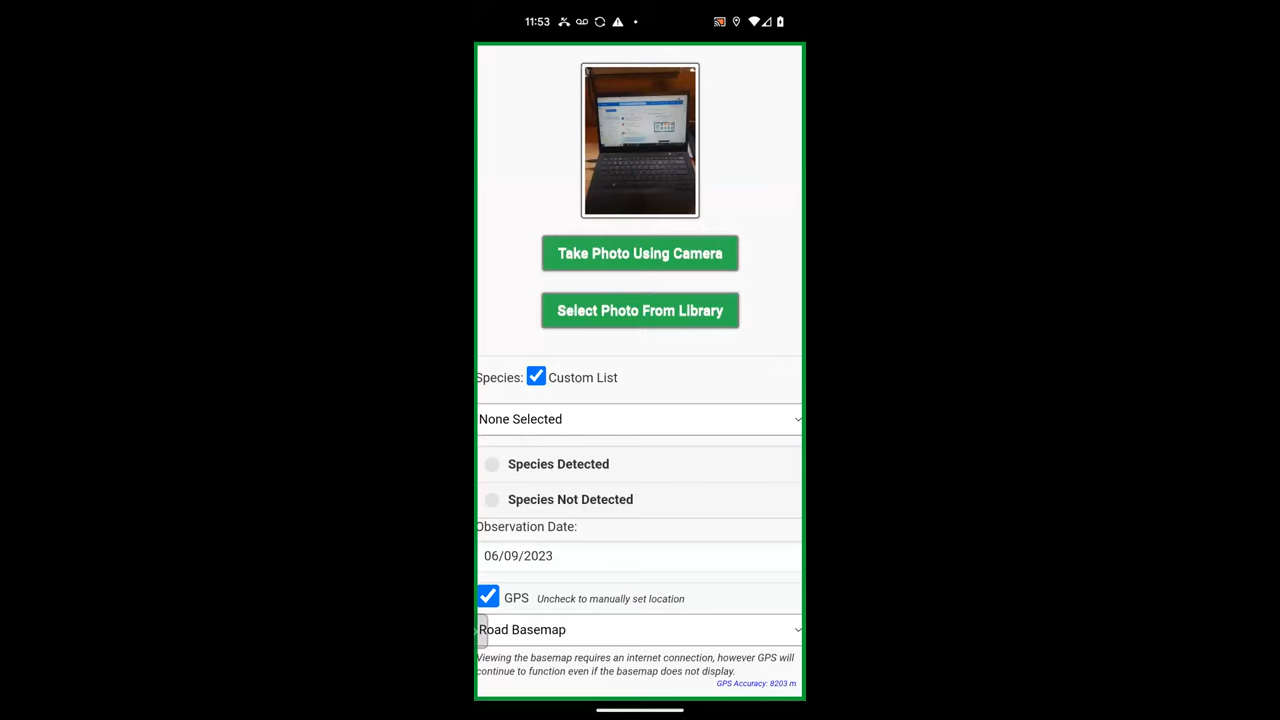 11:53
Take Photo Using Camera
Select Photo From Library
Species: Custom List
None Selected
Species Detected
Species Not Detected
Observation Date:
06/09/2023
GPS Uncheck to manually set location
Road Basemap
Viewing the basemap requires an internet connection, however GPS will
continue to function even if the basemap does not display.
GPS Accuracy: 8203 m